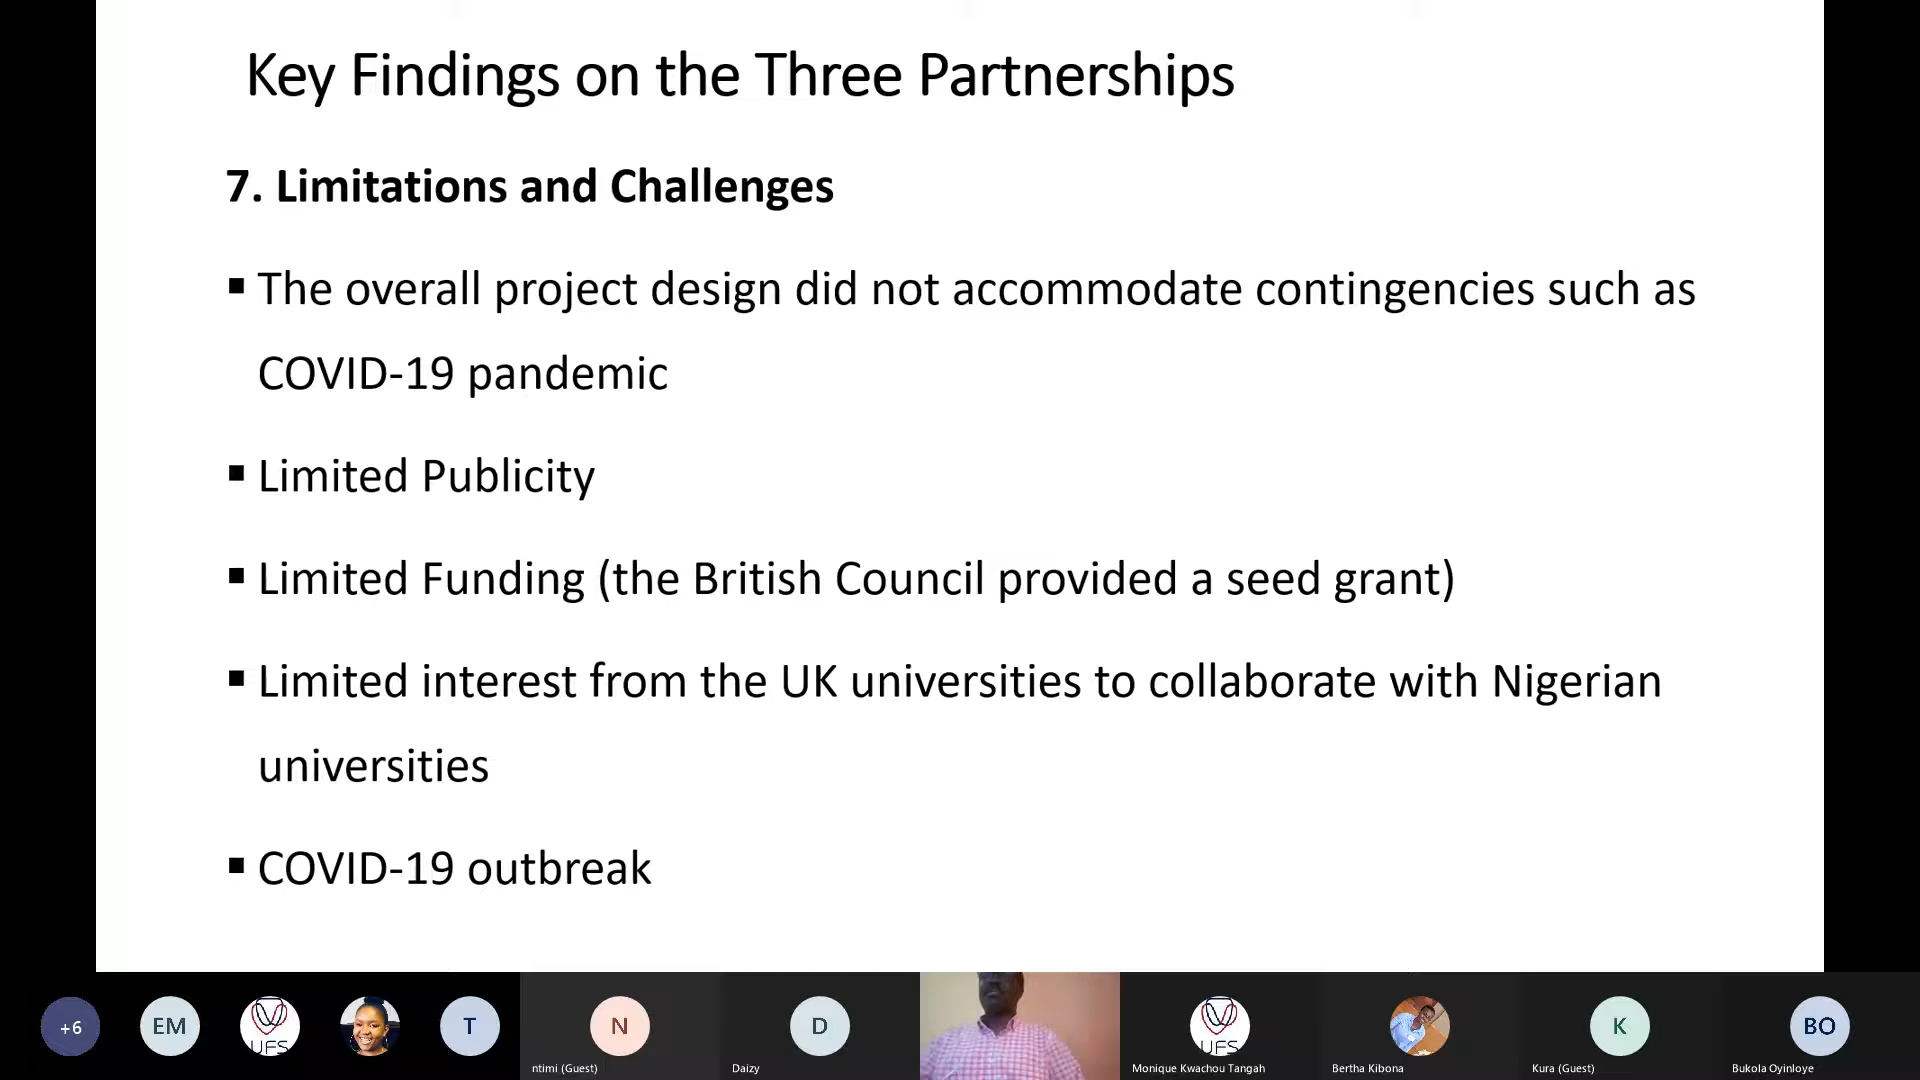 Key Findings on the Three Partnerships
7. Limitations and Challenges
▪ The overall project design did not accommodate contingencies such as
COVID-19 pandemic
▪ Limited Publicity
▪ Limited Funding (the British Council provided a seed grant)
▪ Limited interest from the UK universities to collaborate with Nigerian
universities
▪ COVID-19 outbreak
+6
EM
UFS
T
N
ntimi (Guest)
D
Daizy
UFS
Monique Kwachou Tangah
Bertha Kibona
K
Kura (Guest)
BO
Bukola Oyinloye